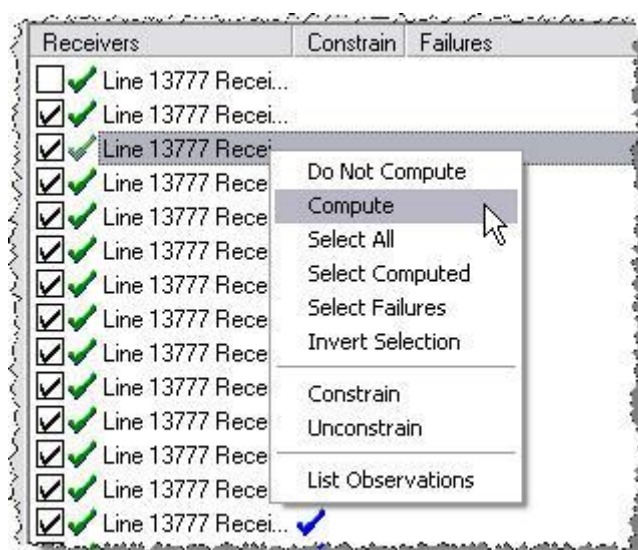 Receivers Constrain Failures
Line 13777 Recei...
Line 13777 Recei...
Line 13777 Recei
Line 13777 Rece
Line 13777 Rece
Line 13777 Rece
Line 13777 Rece
Line 13777 Rece
Line 13777 Rece
Line 13777 Rece
Line 13777 Rece
Line 13777 Rece
Line 13777 Rece
Line 13777 Recei...
Do Not Compute
Compute
Select All
Select Computed
Select Failures
Invert Selection
Constrain
Unconstrain
List Observations